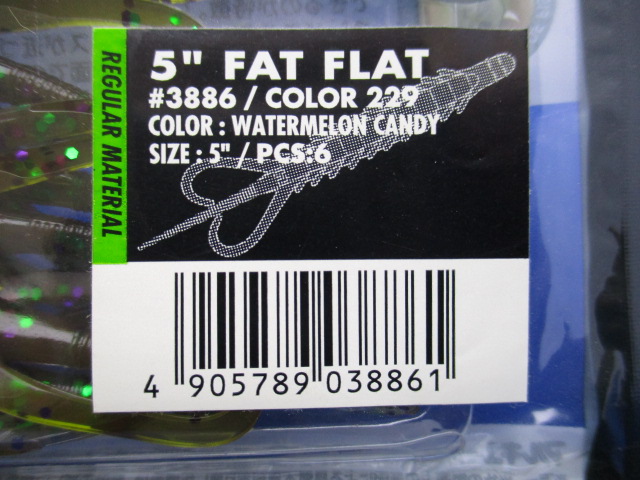 REGULAR MATERIAL
5" FAT FLAT
#3886 / COLOR 229
COLOR : WATERMELON CANDY
SIZE : 5" / PCS:6
4 905789 038861